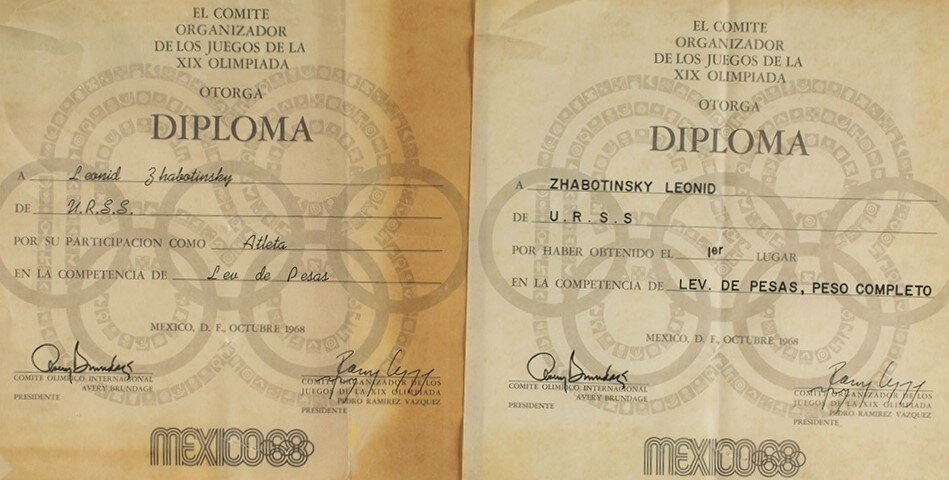 EL COMITE
ORGANIZADOR
DE LOS JUEGOS DE LA
XIX OLIMPIADA
OTORGA
DIPLOMA
A Leonid Zhabotinsky
DE U.R.S.S.
POR SU PARTICIPACION COMO Atleta
EN LA COMPETENCIA DE Lev de Pesas
MEXICO, D. F., OCTUBRE 1968
COMITE OLIMPICO INTERNACIONAL
AVERY BRUNDAGE
PRESIDENTE
COMITE ORGANIZADOR DE LOS
JUEGOS DE LA XIX OLIMPIADA
PEDRO RAMIREZ VAZQUEZ
PRESIDENTE
MEXICO68
EL COMITE
ORGANIZADOR
DE LOS JUEGOS DE LA
XIX OLIMPIADA
OTORGA
DIPLOMA
A ZHABOTINSKY LEONID
DE U.R.S.S
POR HABER OBTENIDO EL 1er LUGAR
EN LA COMPETENCIA DE LEV. DE PESAS, PESO COMPLETO
MEXICO, D. F., OCTUBRE 1968
COMITE OLIMPICO INTERNACIONAL
AVERY BRUNDAGE
PRESIDENTE
COMITE ORGANIZADOR DE LOS
JUEGOS DE LA XIX OLIMPIADA
PEDRO RAMIREZ VAZQUEZ
PRESIDENTE
MEXICO68